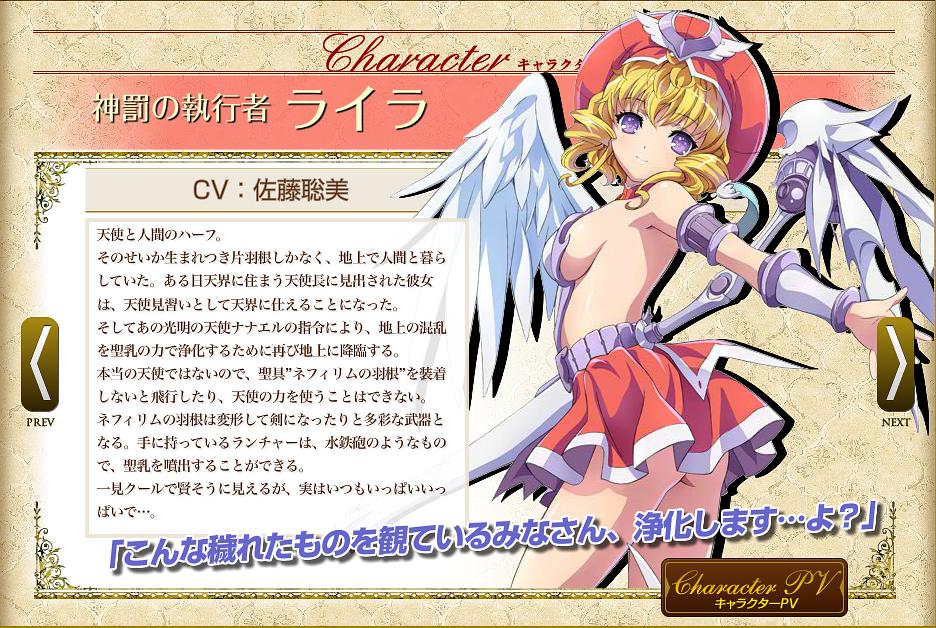 Character キャラクタ
神罰の執行者 ライラ
CV：佐藤聡美
天使と人間のハーフ。
そのせいか生まれつき片羽根しかなく、地上で人間と暮ら
していた。ある日天界に住まう天使長に見出された彼女
は、天使見習いとして天界に仕えることになった。
そしてあの光明の天使ナナエルの指令により、地上の混乱
を聖乳の力で浄化するために再び地上に降臨する。
本当の天使ではないので、聖具”ネフィリムの羽根”を装着
しないと飛行したり、天使の力を使うことはできない。
ネフィリムの羽根は変形して剣になったりと多彩な武器と
なる。手に持っているランチャーは、水鉄砲のようなもの
で、聖乳を噴出することができる。
一見クールで賢そうに見えるが、実はいつもいっぱいいっ
ぱいで…。
PREV
NEXT
「こんな穢れたものを観ているみなさん、浄化します…よ？」
Character PV
キャラクターPV